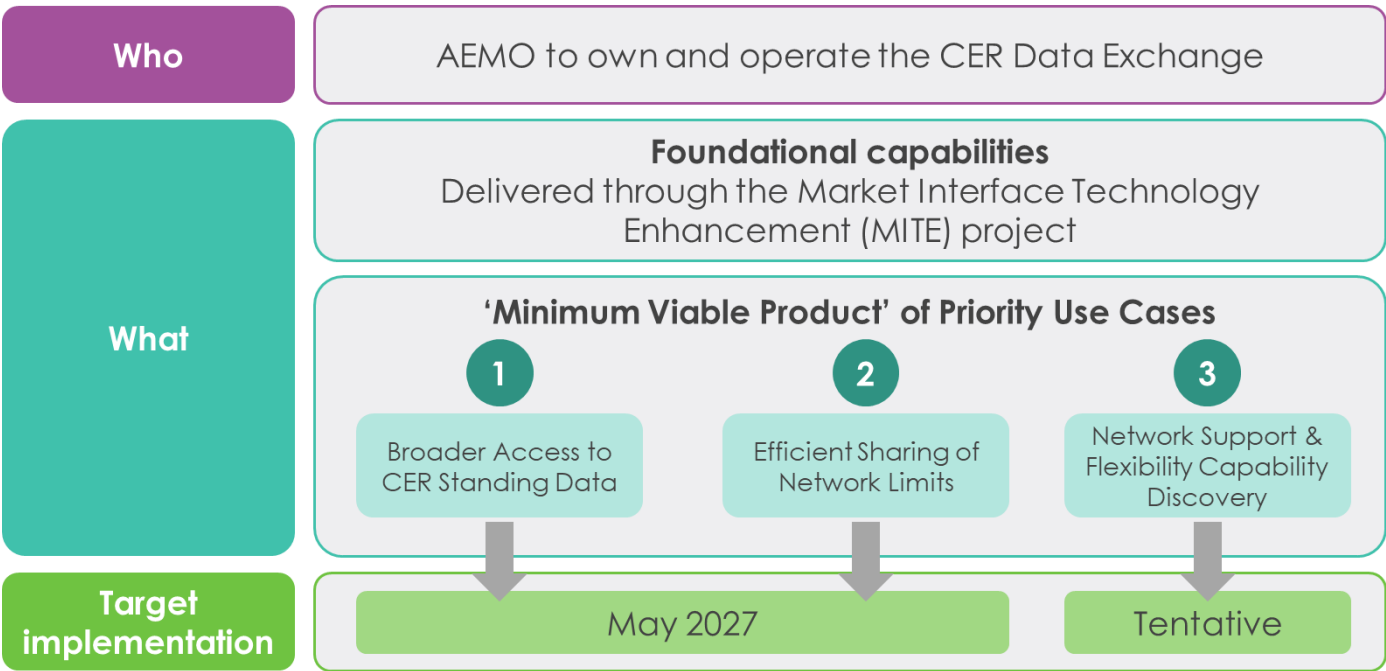 Who
AEMO to own and operate the CER Data Exchange
What
Foundational capabilities
Delivered through the Market Interface Technology
Enhancement (MITE) project
‘Minimum Viable Product’ of Priority Use Cases
1
Broader Access to
CER Standing Data
2
Efficient Sharing of
Network Limits
3
Network Support &
Flexibility Capability
Discovery
Target
implementation
May 2027
Tentative